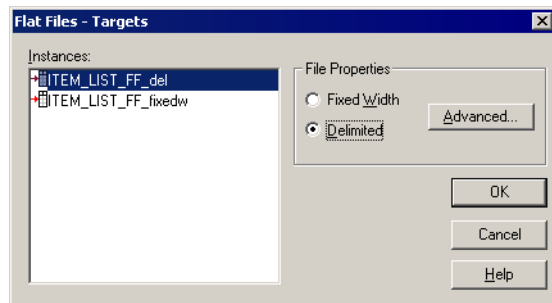 Flat Files - Targets
Instances:
ITEM_LIST_FF_del
ITEM_LIST_FF_fixedw
File Properties
Fixed Width
Delimited
Advanced...
OK
Cancel
Help